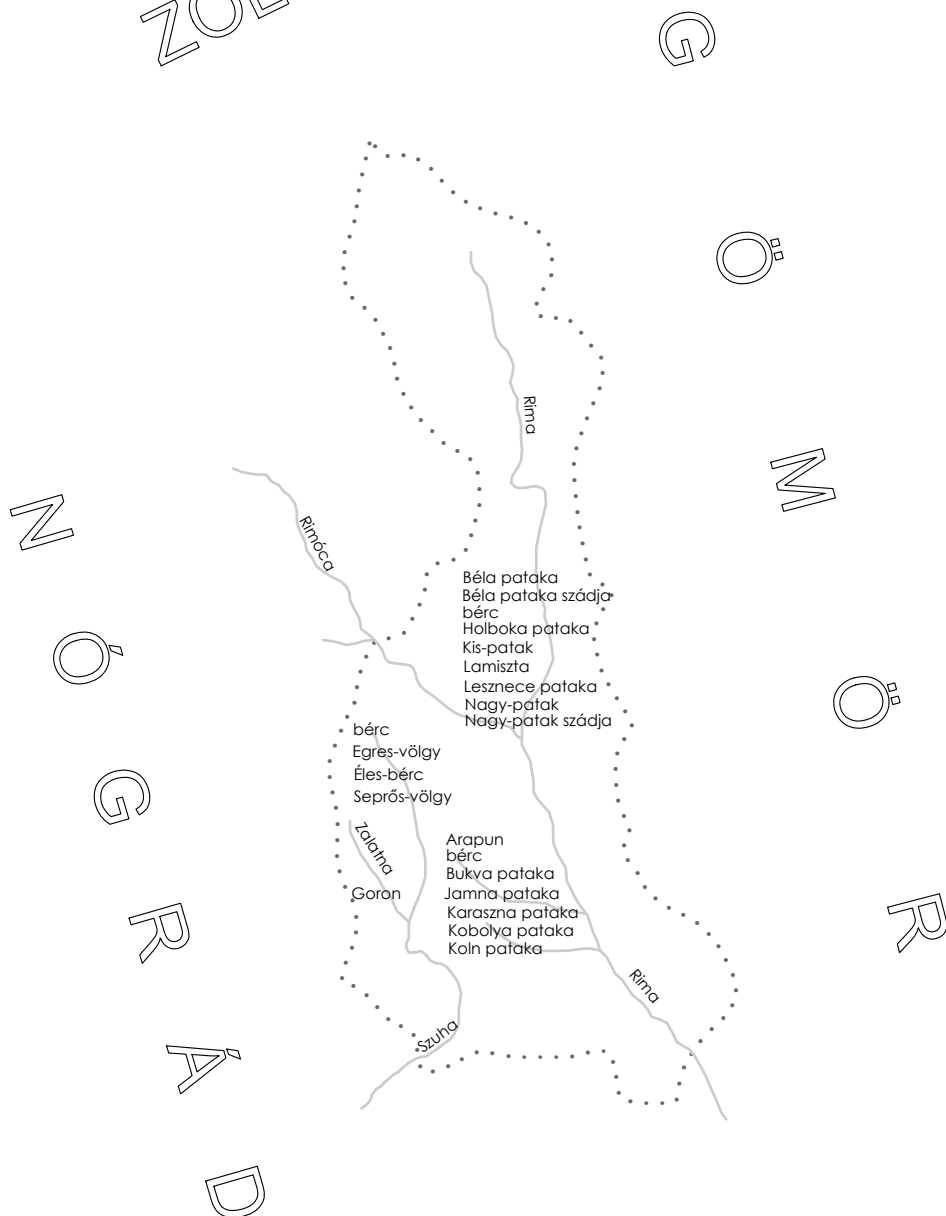 ZÓL
G
Ö
M
Ö
R
N
Ó
G
R
Á
D
Rima
Rimóca
Béla pataka
Béla pataka szádja
bérc
Holboka pataka
Kis-patak
Lamiszta
Lesznece pataka
Nagy-patak
Nagy-patak szádja
bérc
Egres-völgy
Éles-bérc
Seprős-völgy
Zalatna
Goron
Arapun
bérc
Bukva pataka
Jamna pataka
Karaszna pataka
Kobolya pataka
Koln pataka
Rima
Szuha